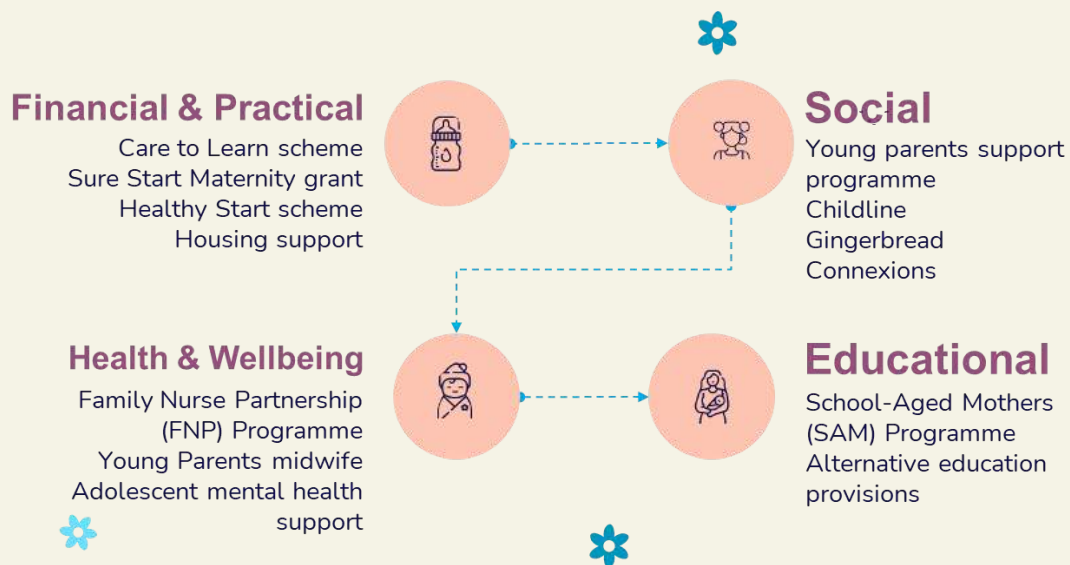 Financial & Practical
Care to Learn scheme
Sure Start Maternity grant
Healthy Start scheme
Housing support
Social
Young parents support
programme
Childline
Gingerbread
Connexions
Health & Wellbeing
Family Nurse Partnership
(FNP) Programme
Young Parents midwife
Adolescent mental health
support
Educational
School-Aged Mothers
(SAM) Programme
Alternative education
provisions